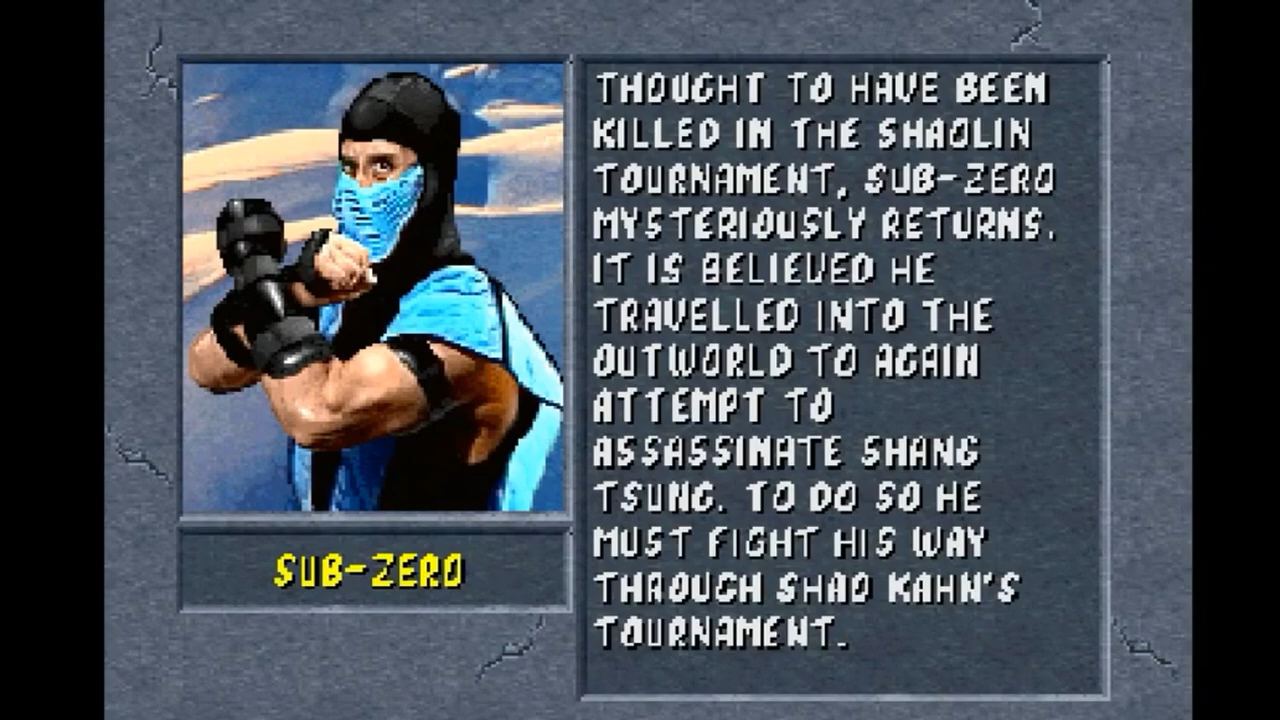 THOUGHT TO HAVE BEEN
KILLED IN THE SHAOLIN
TOURNAMENT, SUB-ZERO
MYSTERIOUSLY RETURNS.
IT IS BELIEVED HE
TRAVELLED INTO THE
OUTWORLD TO AGAIN
ATTEMPT TO
ASSASSINATE SHANG
TSUNG. TO DO SO HE
MUST FIGHT HIS WAY
THROUGH SHAO KAHN'S
TOURNAMENT.
SUB-ZERO